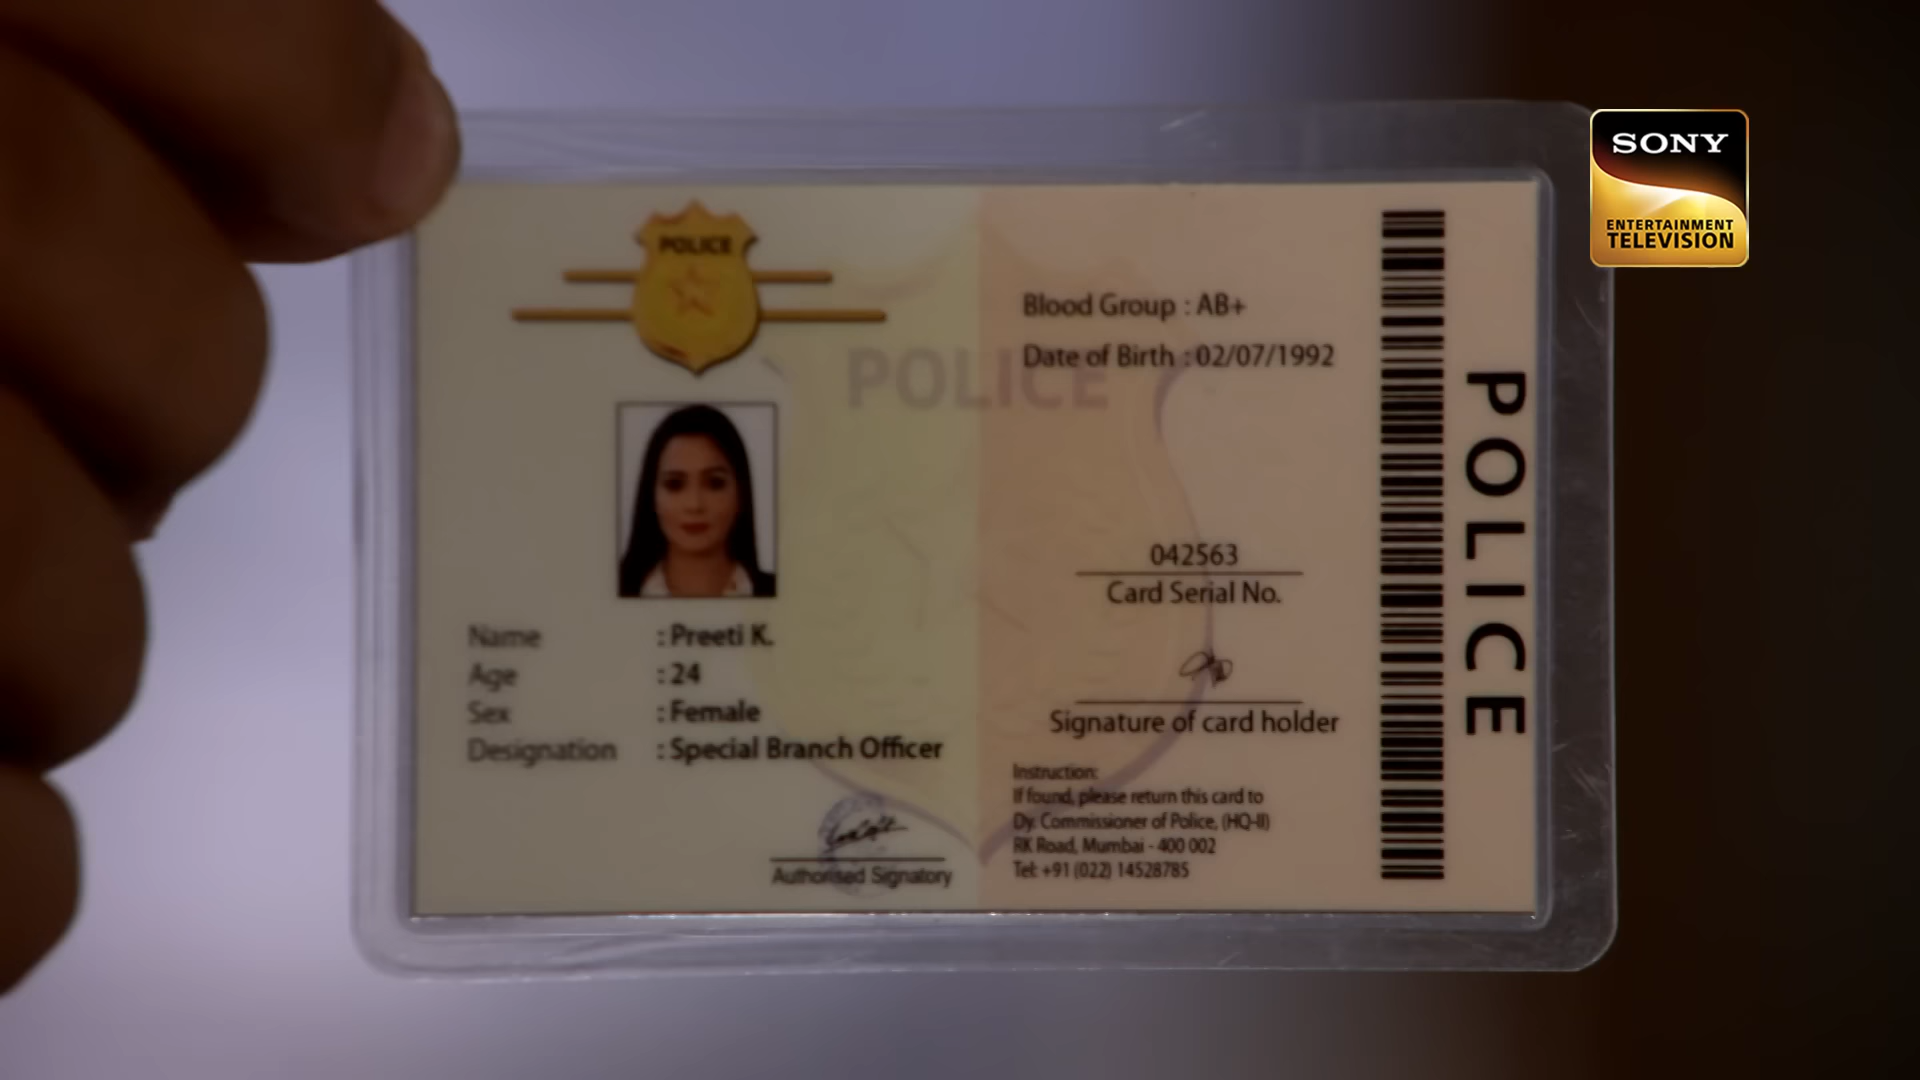 SONY
ENTERTAINMENT
TELEVISION
POLICE
POLICE
Name : Preeti K.
Age : 24
Sex : Female
Designation : Special Branch Officer
Authorised Signatory
Blood Group : AB+
Date of Birth : 02/07/1992
042563
Card Serial No.
Signature of card holder
Instruction:
If found, please return this card to
Dy. Commissioner of Police, (HQ-II)
RK Road, Mumbai - 400 002
Tel: +91 (022) 14528785
POLICE